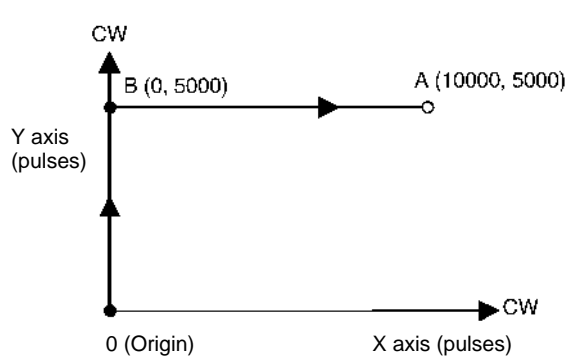 CW
B (0, 5000)
A (10000, 5000)
Y axis
(pulses)
CW
0 (Origin)
X axis (pulses)